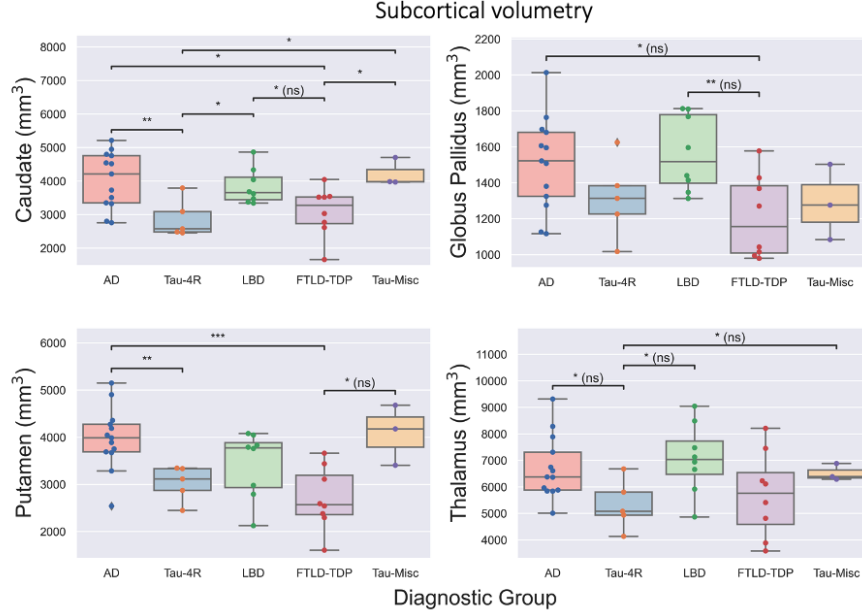 Subcortical volumetry
Caudate (mm³)
8000
7000
6000
5000
4000
3000
2000
*
*
*
* (ns)
*
**
AD Tau-4R LBD FTLD-TDP Tau-Misc
Globus Pallidus (mm³)
2200
2000
1800
1600
1400
1200
1000
* (ns)
** (ns)
AD Tau-4R LBD FTLD-TDP Tau-Misc
Putamen (mm³)
6000
5000
4000
3000
2000
***
**
* (ns)
AD Tau-4R LBD FTLD-TDP Tau-Misc
Thalamus (mm³)
11000
10000
9000
8000
7000
6000
5000
4000
* (ns)
* (ns)
* (ns)
AD Tau-4R LBD FTLD-TDP Tau-Misc
Diagnostic Group